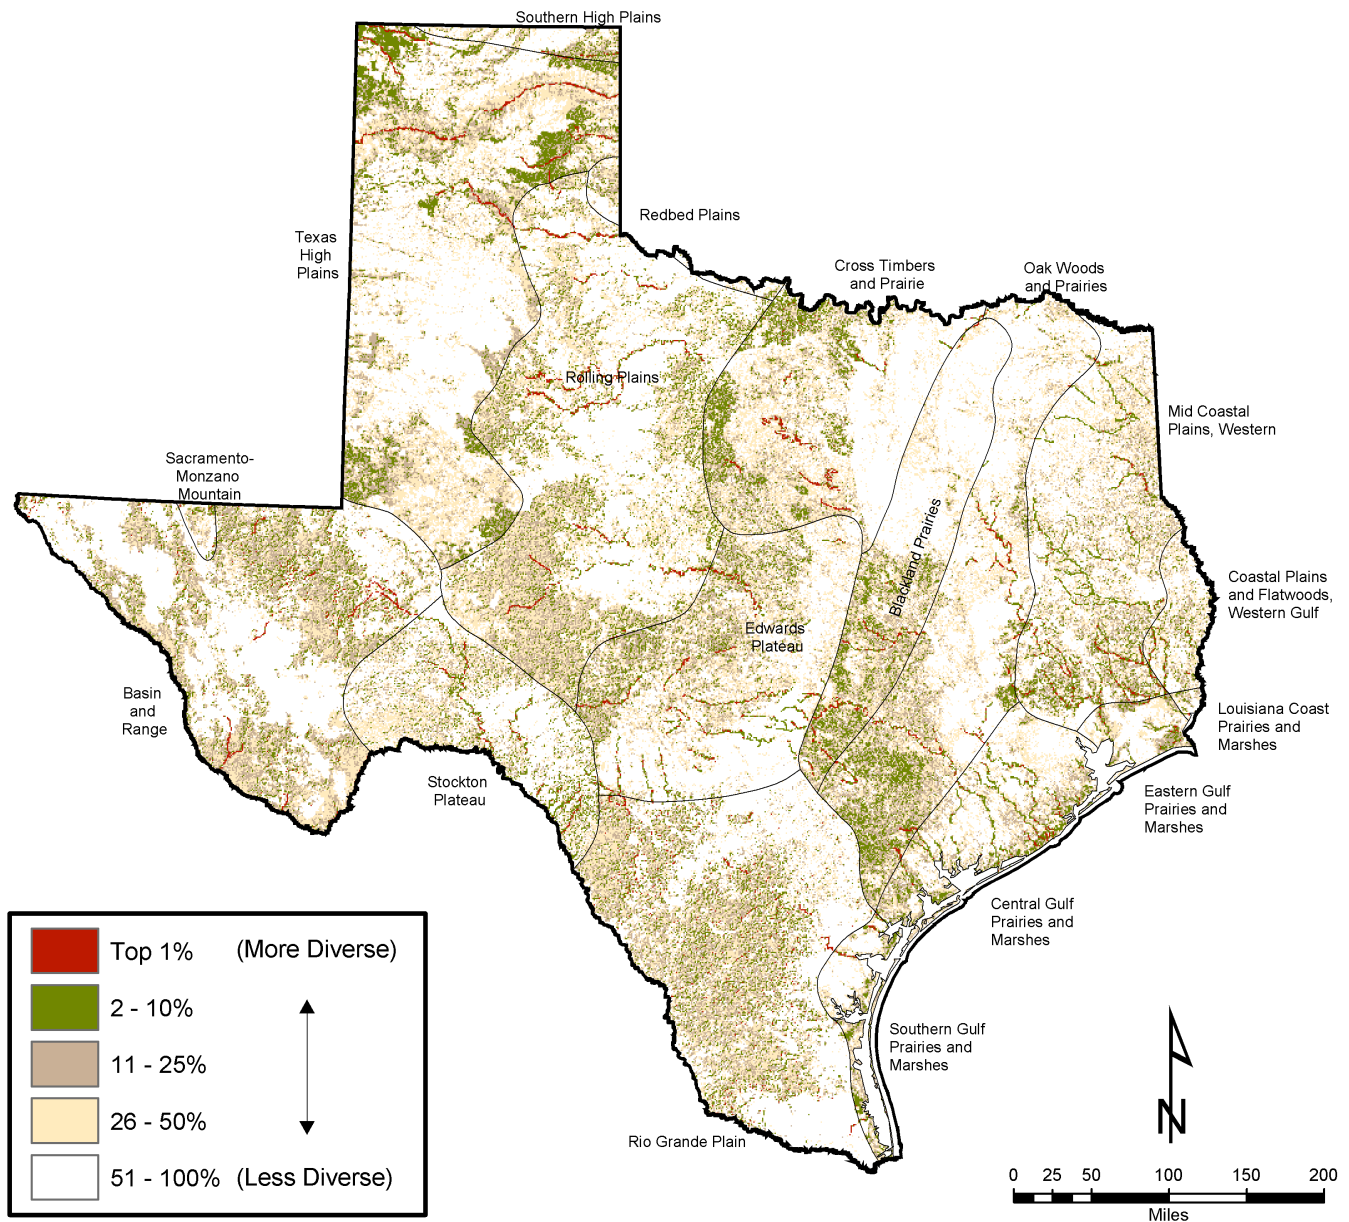 Southern High Plains
Redbed Plains
Texas
High
Plains
Cross Timbers
and Prairie
Oak Woods
and Prairies
Rolling Plains
Mid Coastal
Plains, Western
Sacramento-
Monzano
Mountain
Blackland Prairies
Coastal Plains
and Flatwoods,
Western Gulf
Edwards
Plateau
Basin
and
Range
Louisiana Coast
Prairies and
Marshes
Stockton
Plateau
Eastern Gulf
Prairies and
Marshes
Central Gulf
Prairies and
Marshes
Southern Gulf
Prairies and
Marshes
Rio Grande Plain
Top 1% (More Diverse)
2 - 10%
11 - 25%
26 - 50%
51 - 100% (Less Diverse)
N
0 25 50 100 150 200
Miles